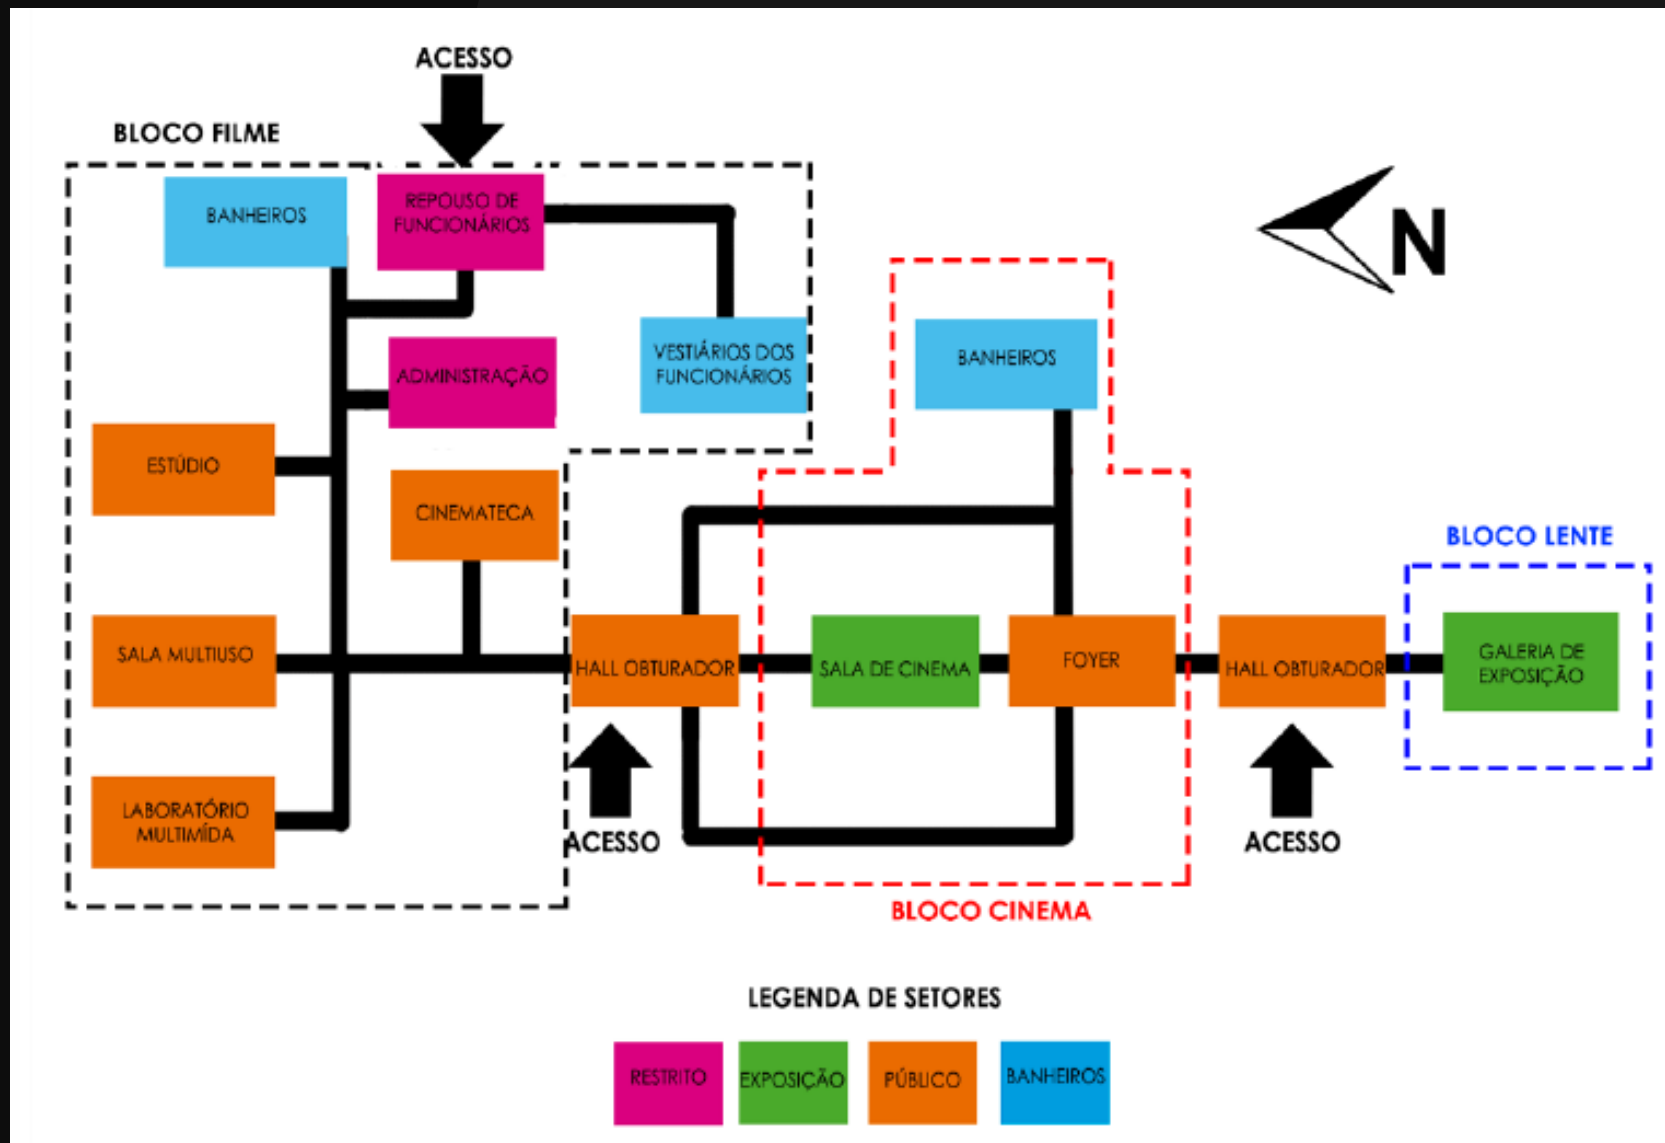 ACESSO
BLOCO FILME
BANHEIROS
REPOUSO DE
FUNCIONÁRIOS
N
VESTIÁRIOS DOS
FUNCIONÁRIOS
BANHEIROS
ADMINISTRAÇÃO
ESTÚDIO
CINEMATECA
BLOCO LENTE
SALA MULTIUSO
HALL OBTURADOR
SALA DE CINEMA
FOYER
HALL OBTURADOR
GALERIA DE
EXPOSIÇÃO
LABORATÓRIO
MULTIMÍDA
ACESSO
ACESSO
BLOCO CINEMA
LEGENDA DE SETORES
RESTRITO
EXPOSIÇÃO
PÚBLICO
BANHEIROS